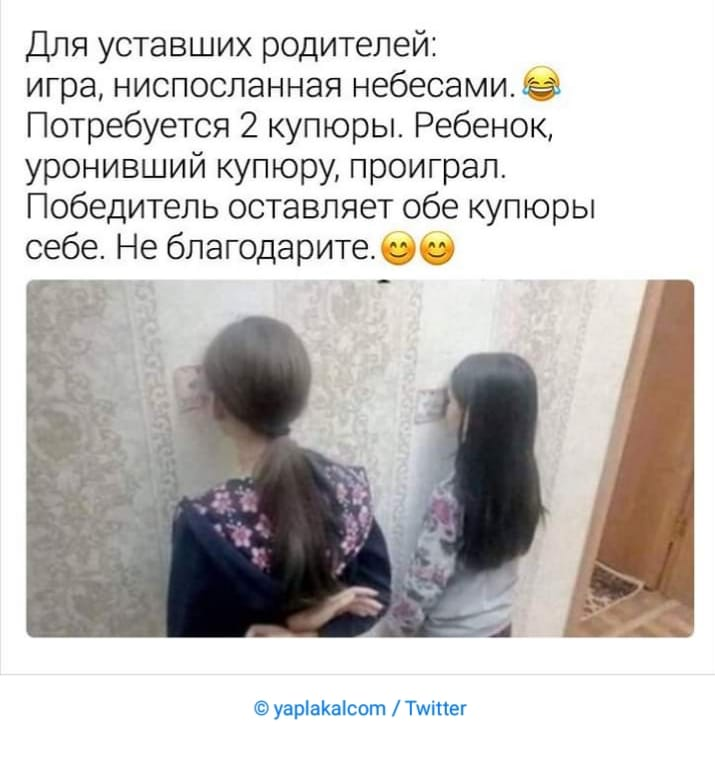 Для уставших родителей:
игра, ниспосланная небесами.😂
Потребуется 2 купюры. Ребенок,
уронивший купюру, проиграл.
Победитель оставляет обе купюры
себе. Не благодарите.😊😊
© yaplakalcom / Twitter